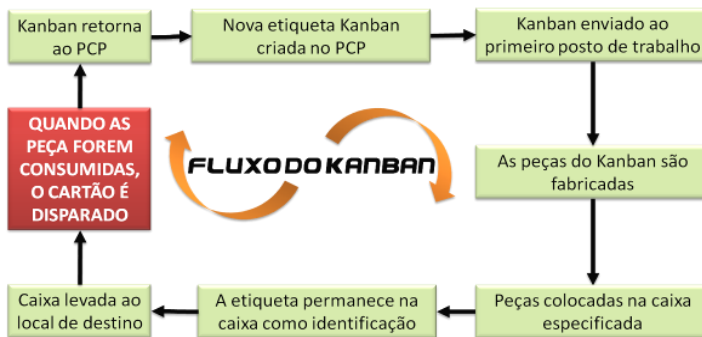 Kanban retorna
ao PCP
Nova etiqueta Kanban
criada no PCP
Kanban enviado ao
primeiro posto de trabalho
QUANDO AS
PEÇA FOREM
CONSUMIDAS,
O CARTÃO É
DISPARADO
FLUXO DO KANBAN
As peças do Kanban são
fabricadas
Caixa levada ao
local de destino
A etiqueta permanece na
caixa como identificação
Peças colocadas na caixa
especificada